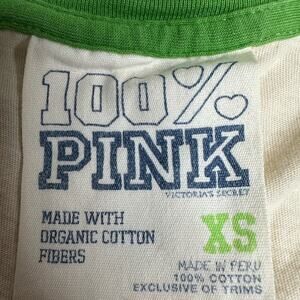 100%
PINK
VICTORIA'S SECRET
MADE WITH
ORGANIC COTTON
FIBERS
XS
MADE IN PERU
100% COTTON
EXCLUSIVE OF TRIMS